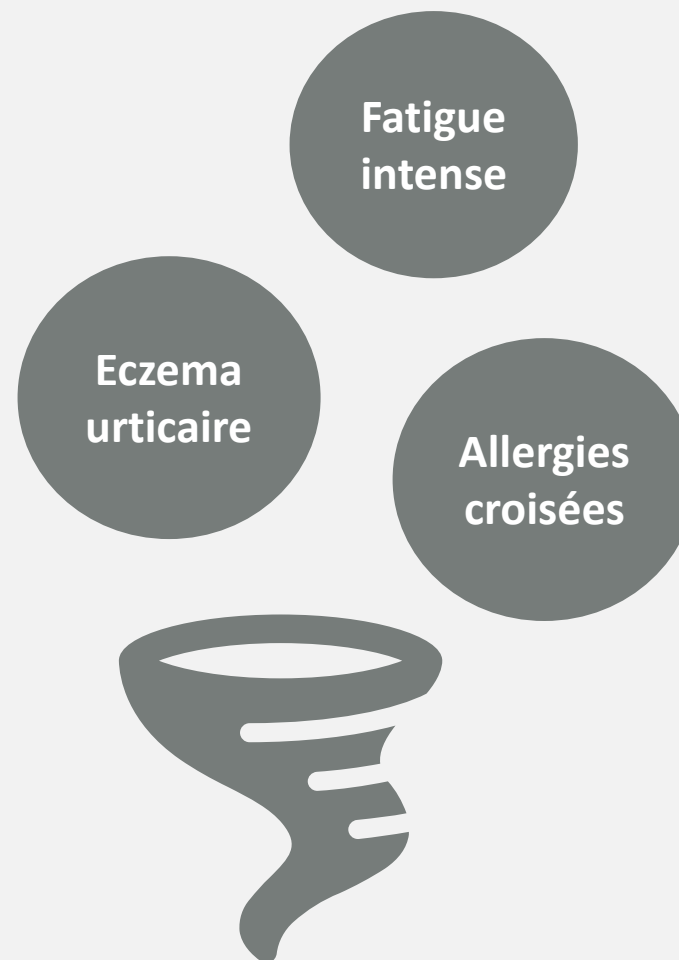 Fatigue
intense
Eczema
urticaire
Allergies
croisées